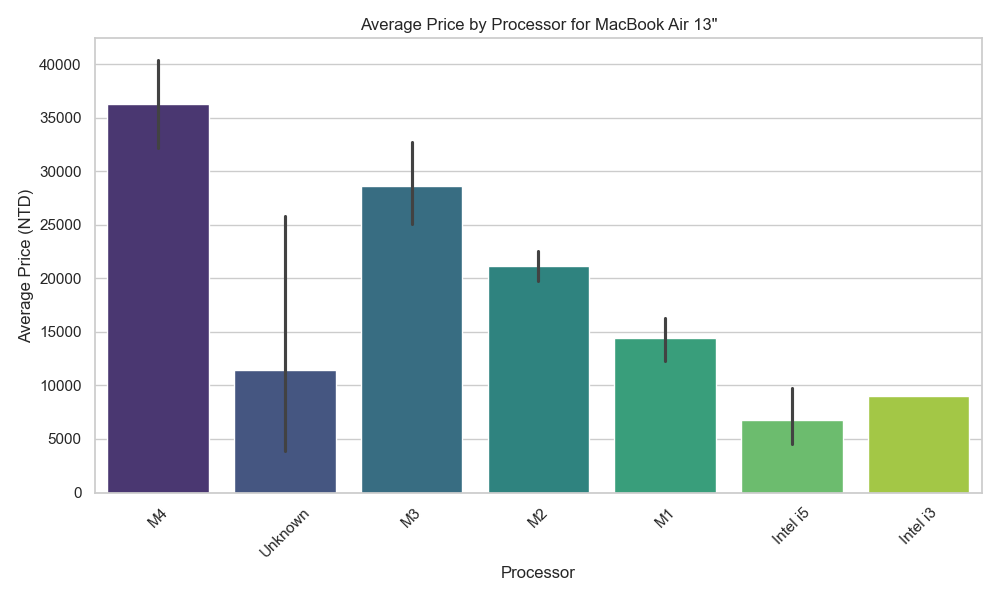 Average Price by Processor for MacBook Air 13"
Average Price (NTD)
40000
35000
30000
25000
20000
15000
10000
5000
0
M4
Unknown
M3
M2
M1
Intel i5
Intel i3
Processor